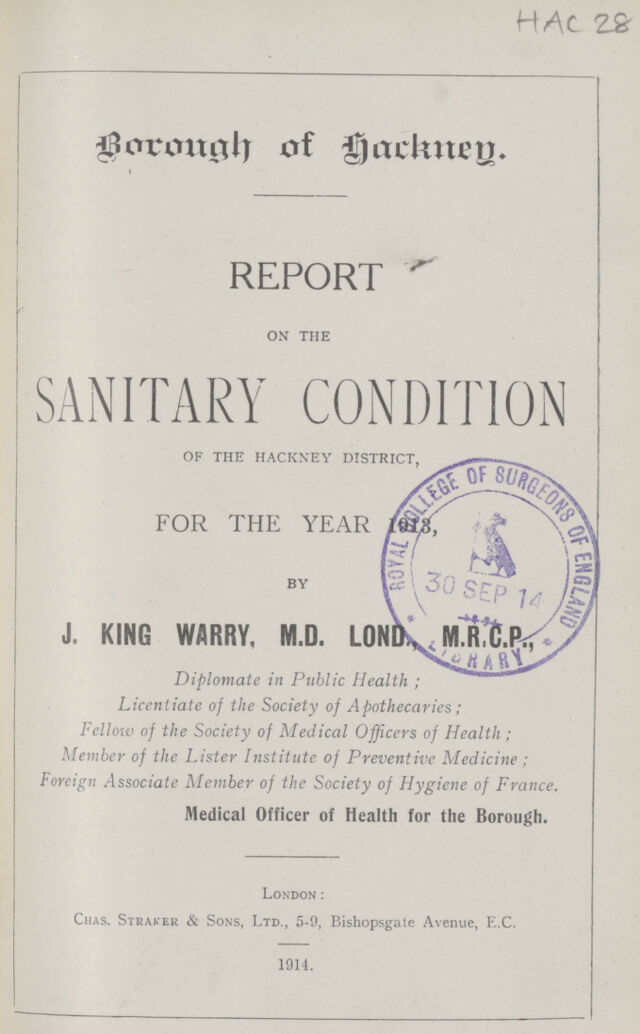 HAC 28
Borough of Hackney.
REPORT
ON THE
SANITARY CONDITION
OF THE HACKNEY DISTRICT,
FOR THE YEAR 1913,
BY
J. KING WARRY, M.D. LOND., M.R.C.P.,
Diplomate in Public Health ;
Licentiate of the Society of Apothecaries ;
Fellow of the Society of Medical Officers of Health ;
Member of the Lister Institute of Preventive Medicine ;
Foreign Associate Member of the Society of Hygiene of France.
Medical Officer of Health for the Borough.
ROYAL COLLEGE OF SURGEONS OF ENGLAND
30 SEP 14
* LIBRARY *
LONDON :
CHAS. STRAKER & SONS, LTD., 5-9, Bishopsgate Avenue, E.C.
1914.